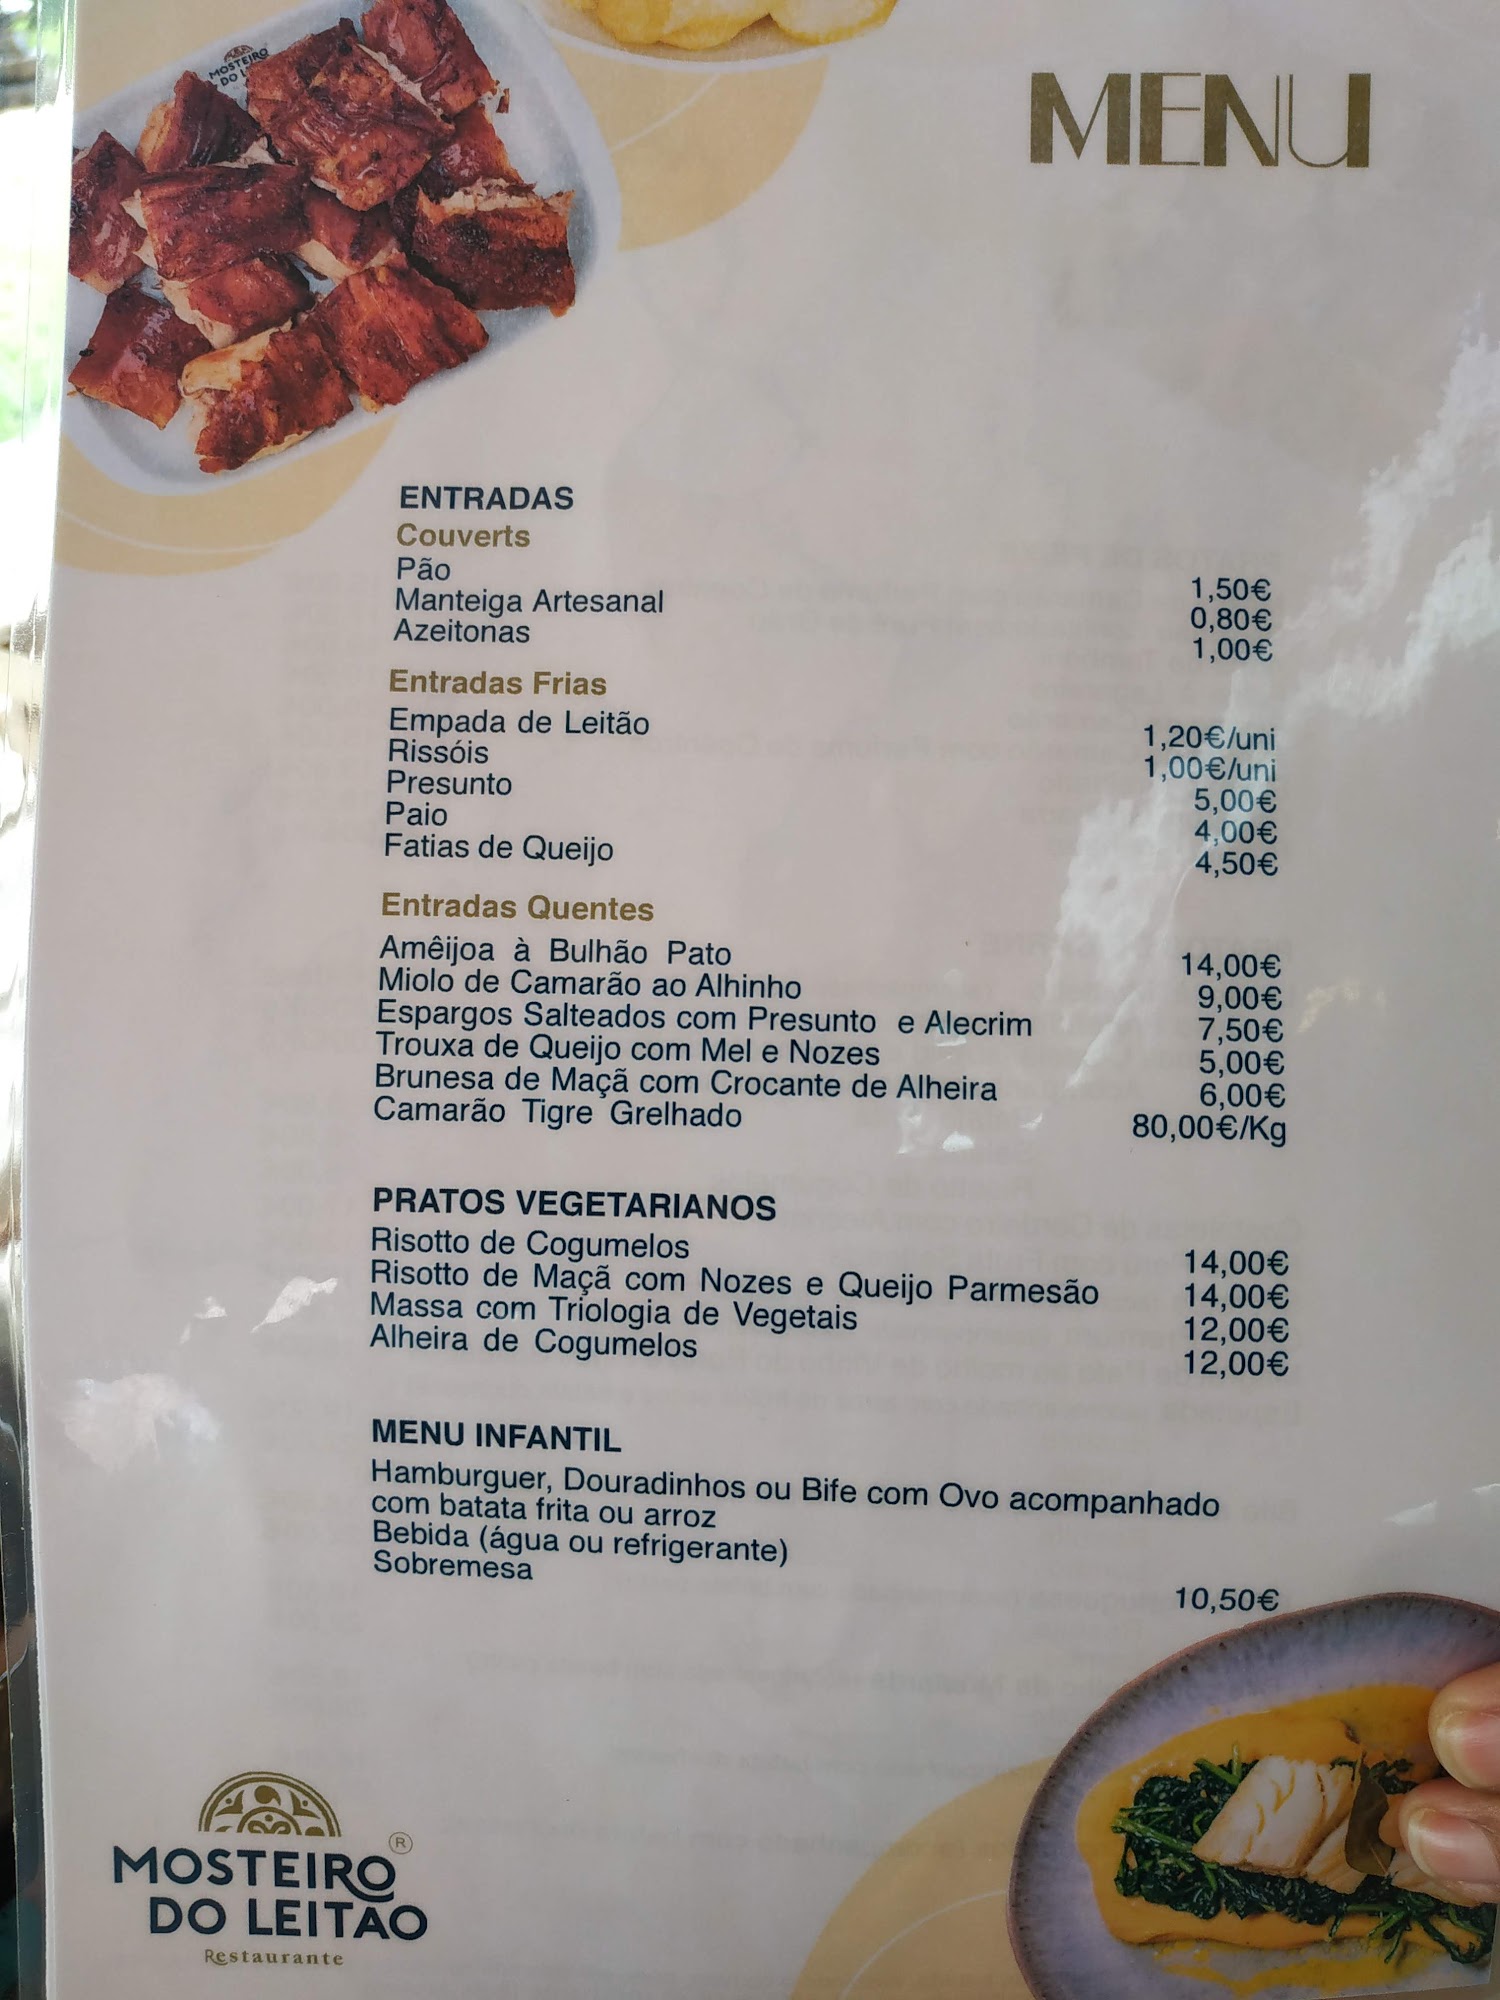 MOSTEIRO
MENU
ENTRADAS
Couverts
Pão 1,50€
Manteiga Artesanal 0,80€
Azeitonas 1,00€
Entradas Frias
Empada de Leitão 1,20€/uni
Rissóis 1,00€/uni
Presunto 5,00€
Paio 4,00€
Fatias de Queijo 4,50€
Entradas Quentes
Amêijoa à Bulhão Pato 14,00€
Miolo de Camarão ao Alhinho 9,00€
Espargos Salteados com Presunto e Alecrim 7,50€
Trouxa de Queijo com Mel e Nozes 5,00€
Brunesa de Maçã com Crocante de Alheira 6,00€
Camarão Tigre Grelhado 80,00€/Kg
PRATOS VEGETARIANOS
Risotto de Cogumelos 14,00€
Risotto de Maçã com Nozes e Queijo Parmesão 14,00€
Massa com Triologia de Vegetais 12,00€
Alheira de Cogumelos 12,00€
MENU INFANTIL
Hamburguer, Douradinhos ou Bife com Ovo acompanhado
com batata frita ou arroz
Bebida (água ou refrigerante)
Sobremesa
10,50€
MOSTEIRO ®
DO LEITÃO
Restaurante